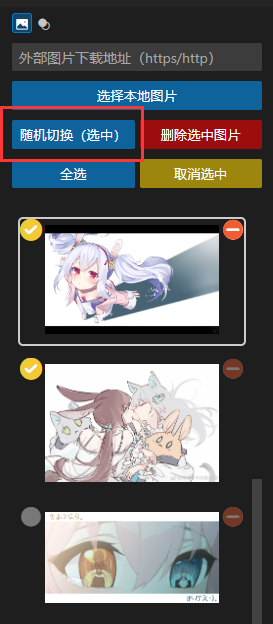 外部图片下载地址（https/http）
选择本地图片
随机切换（选中）
删除选中图片
全选
取消选中